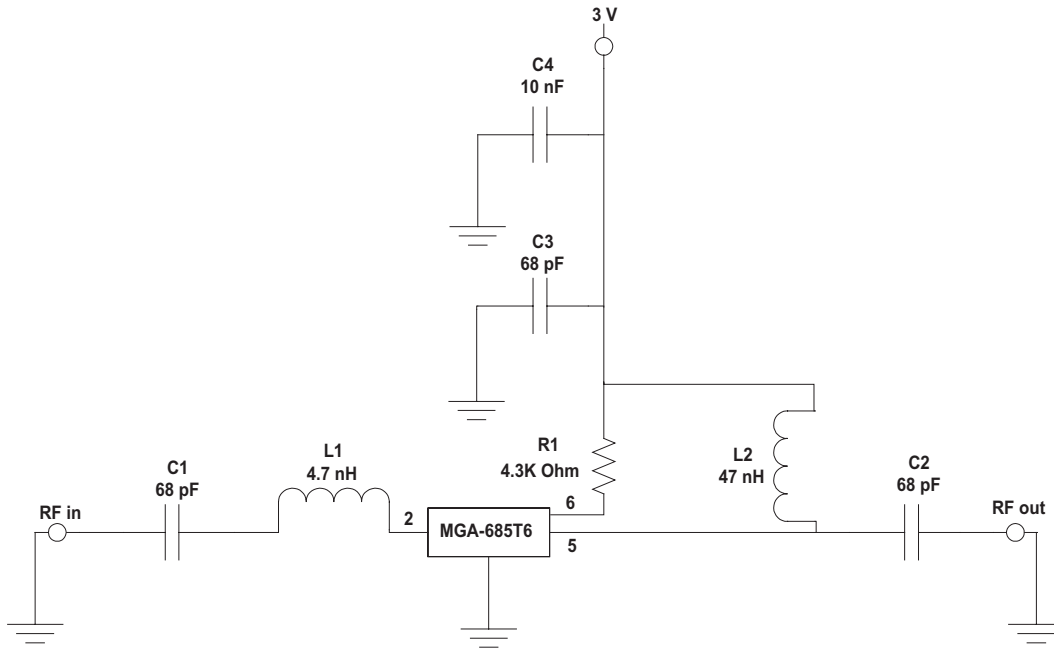 3 V
C4
10 nF
C3
68 pF
R1
4.3K Ohm
L2
47 nH
L1
4.7 nH
C1
68 pF
C2
68 pF
RF in
2
MGA-685T6
6
5
RF out